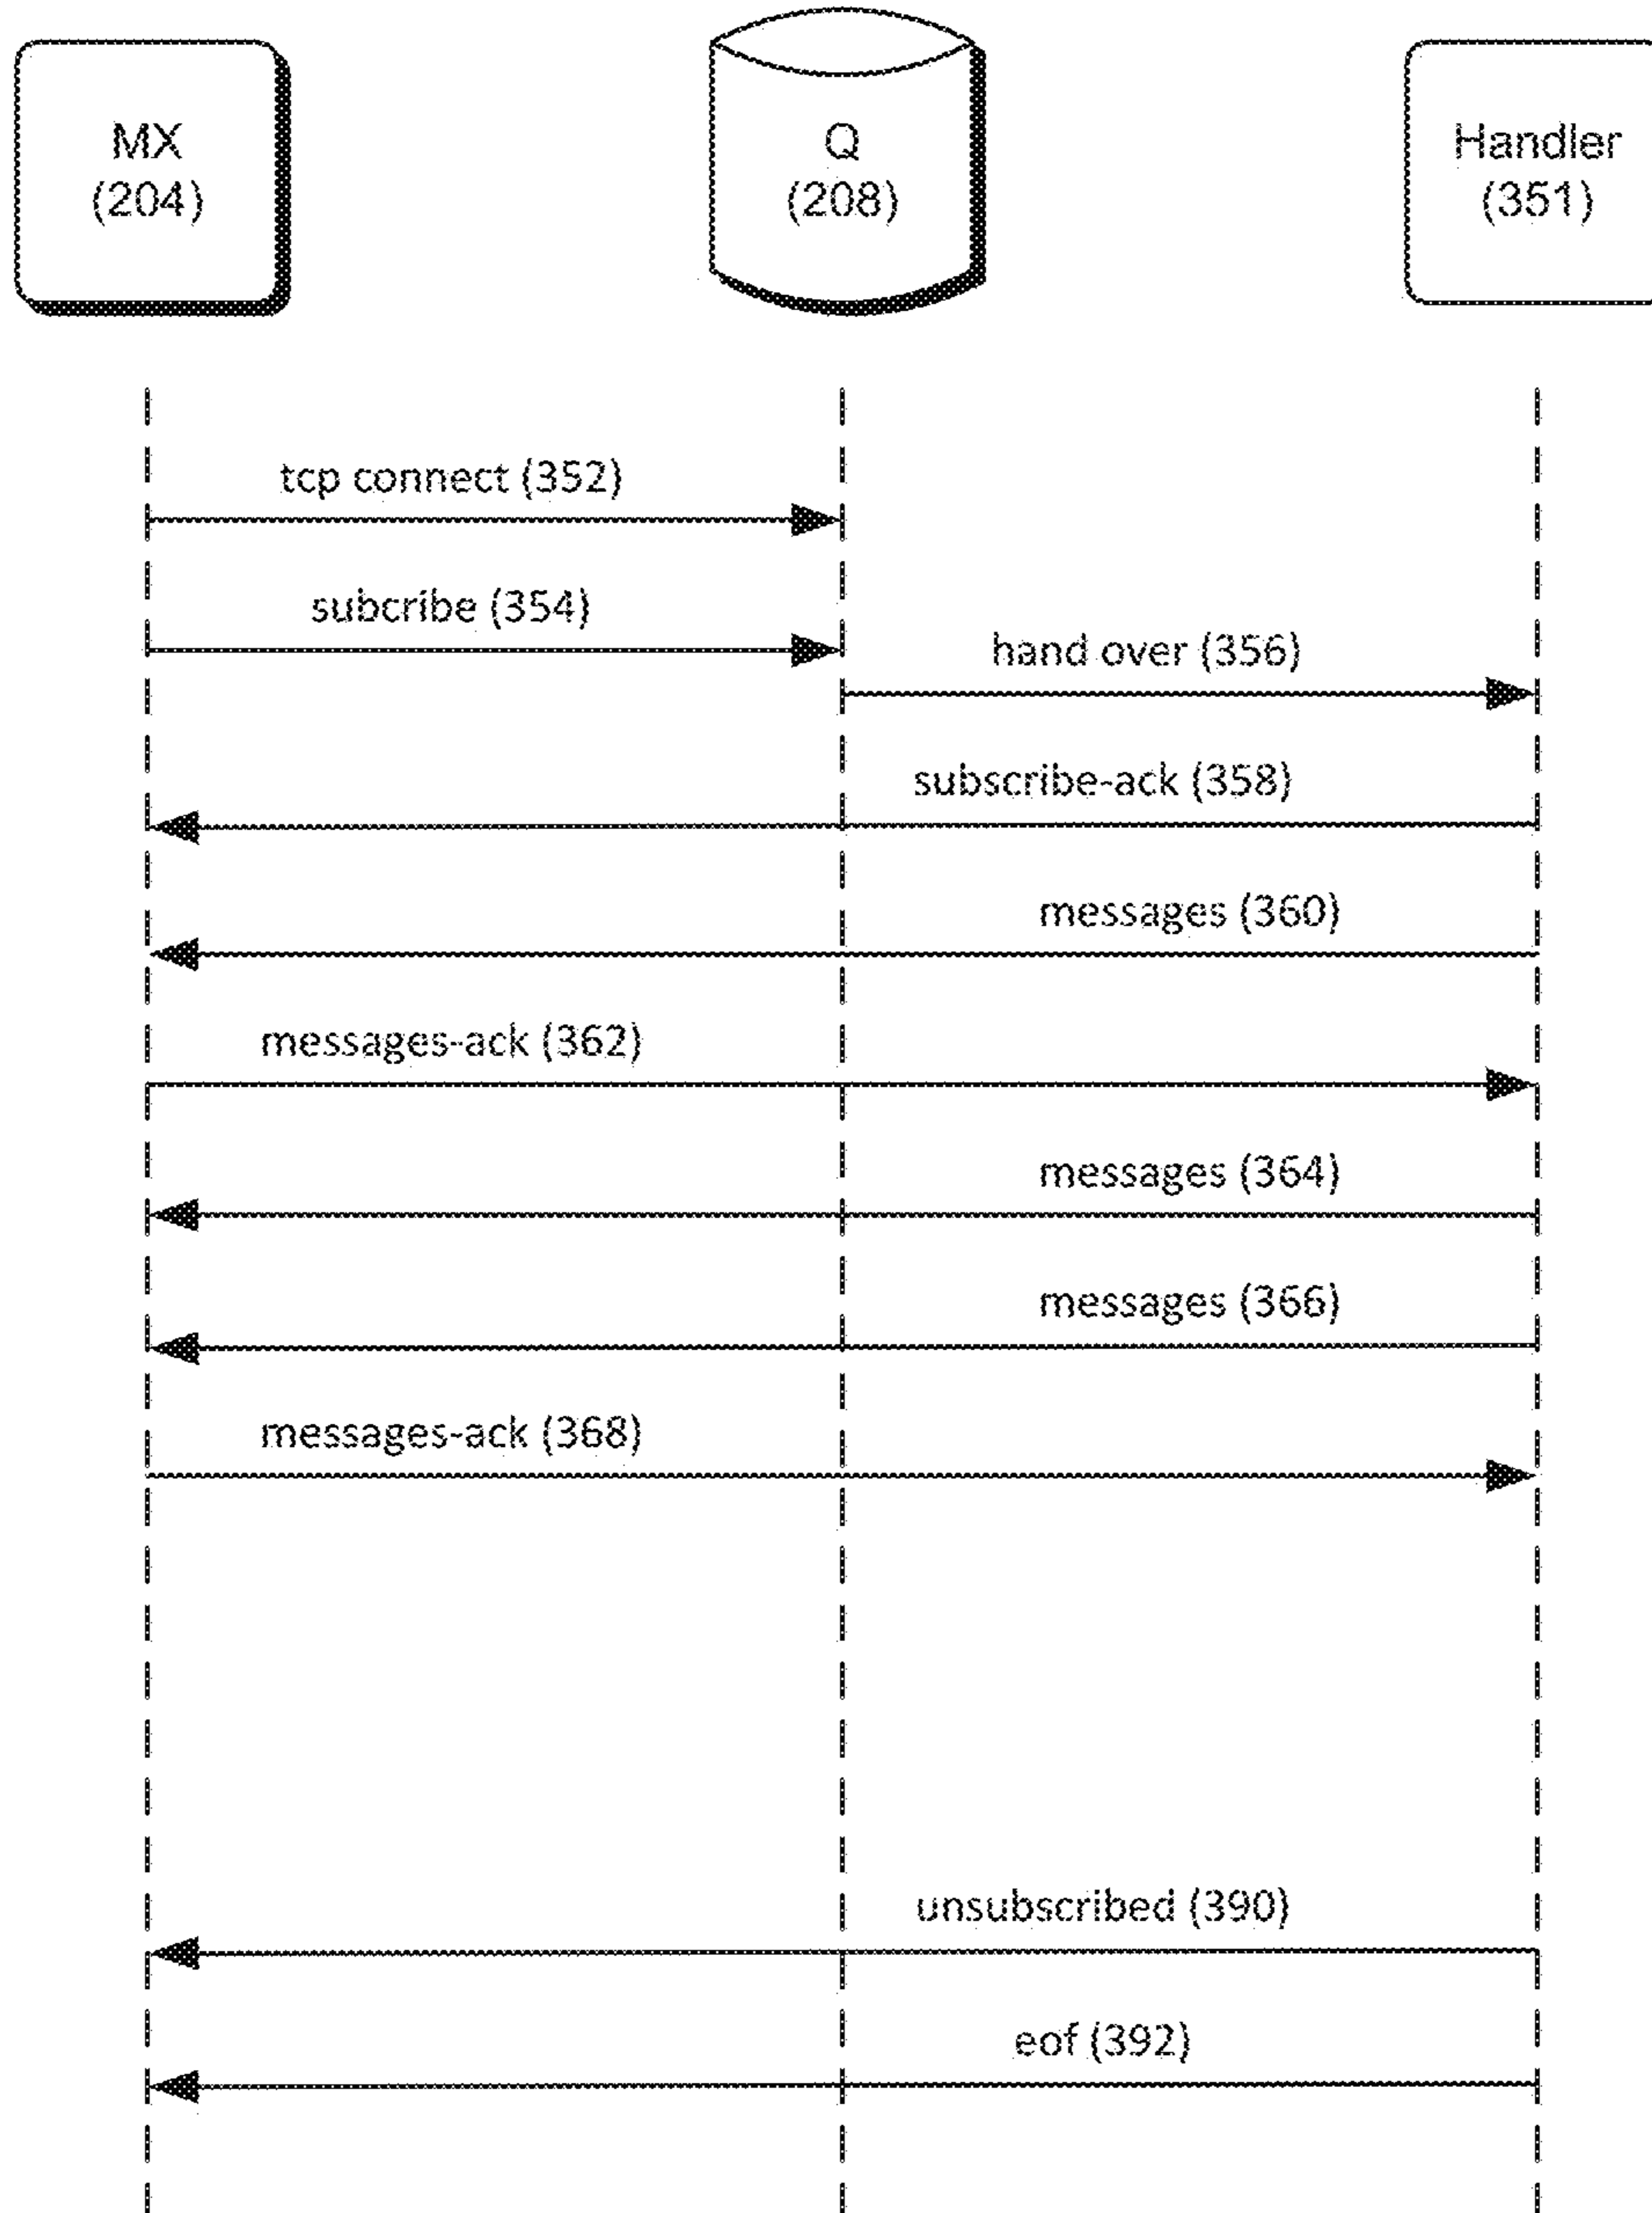 MX
(204)
Q
(208)
Handler
(351)
tcp connect (352)
subcribe (354)
hand over (356)
subscribe-ack (358)
messages (360)
messages-ack (362)
messages (364)
messages (366)
messages-ack (368)
unsubscribed (390)
eof (392)